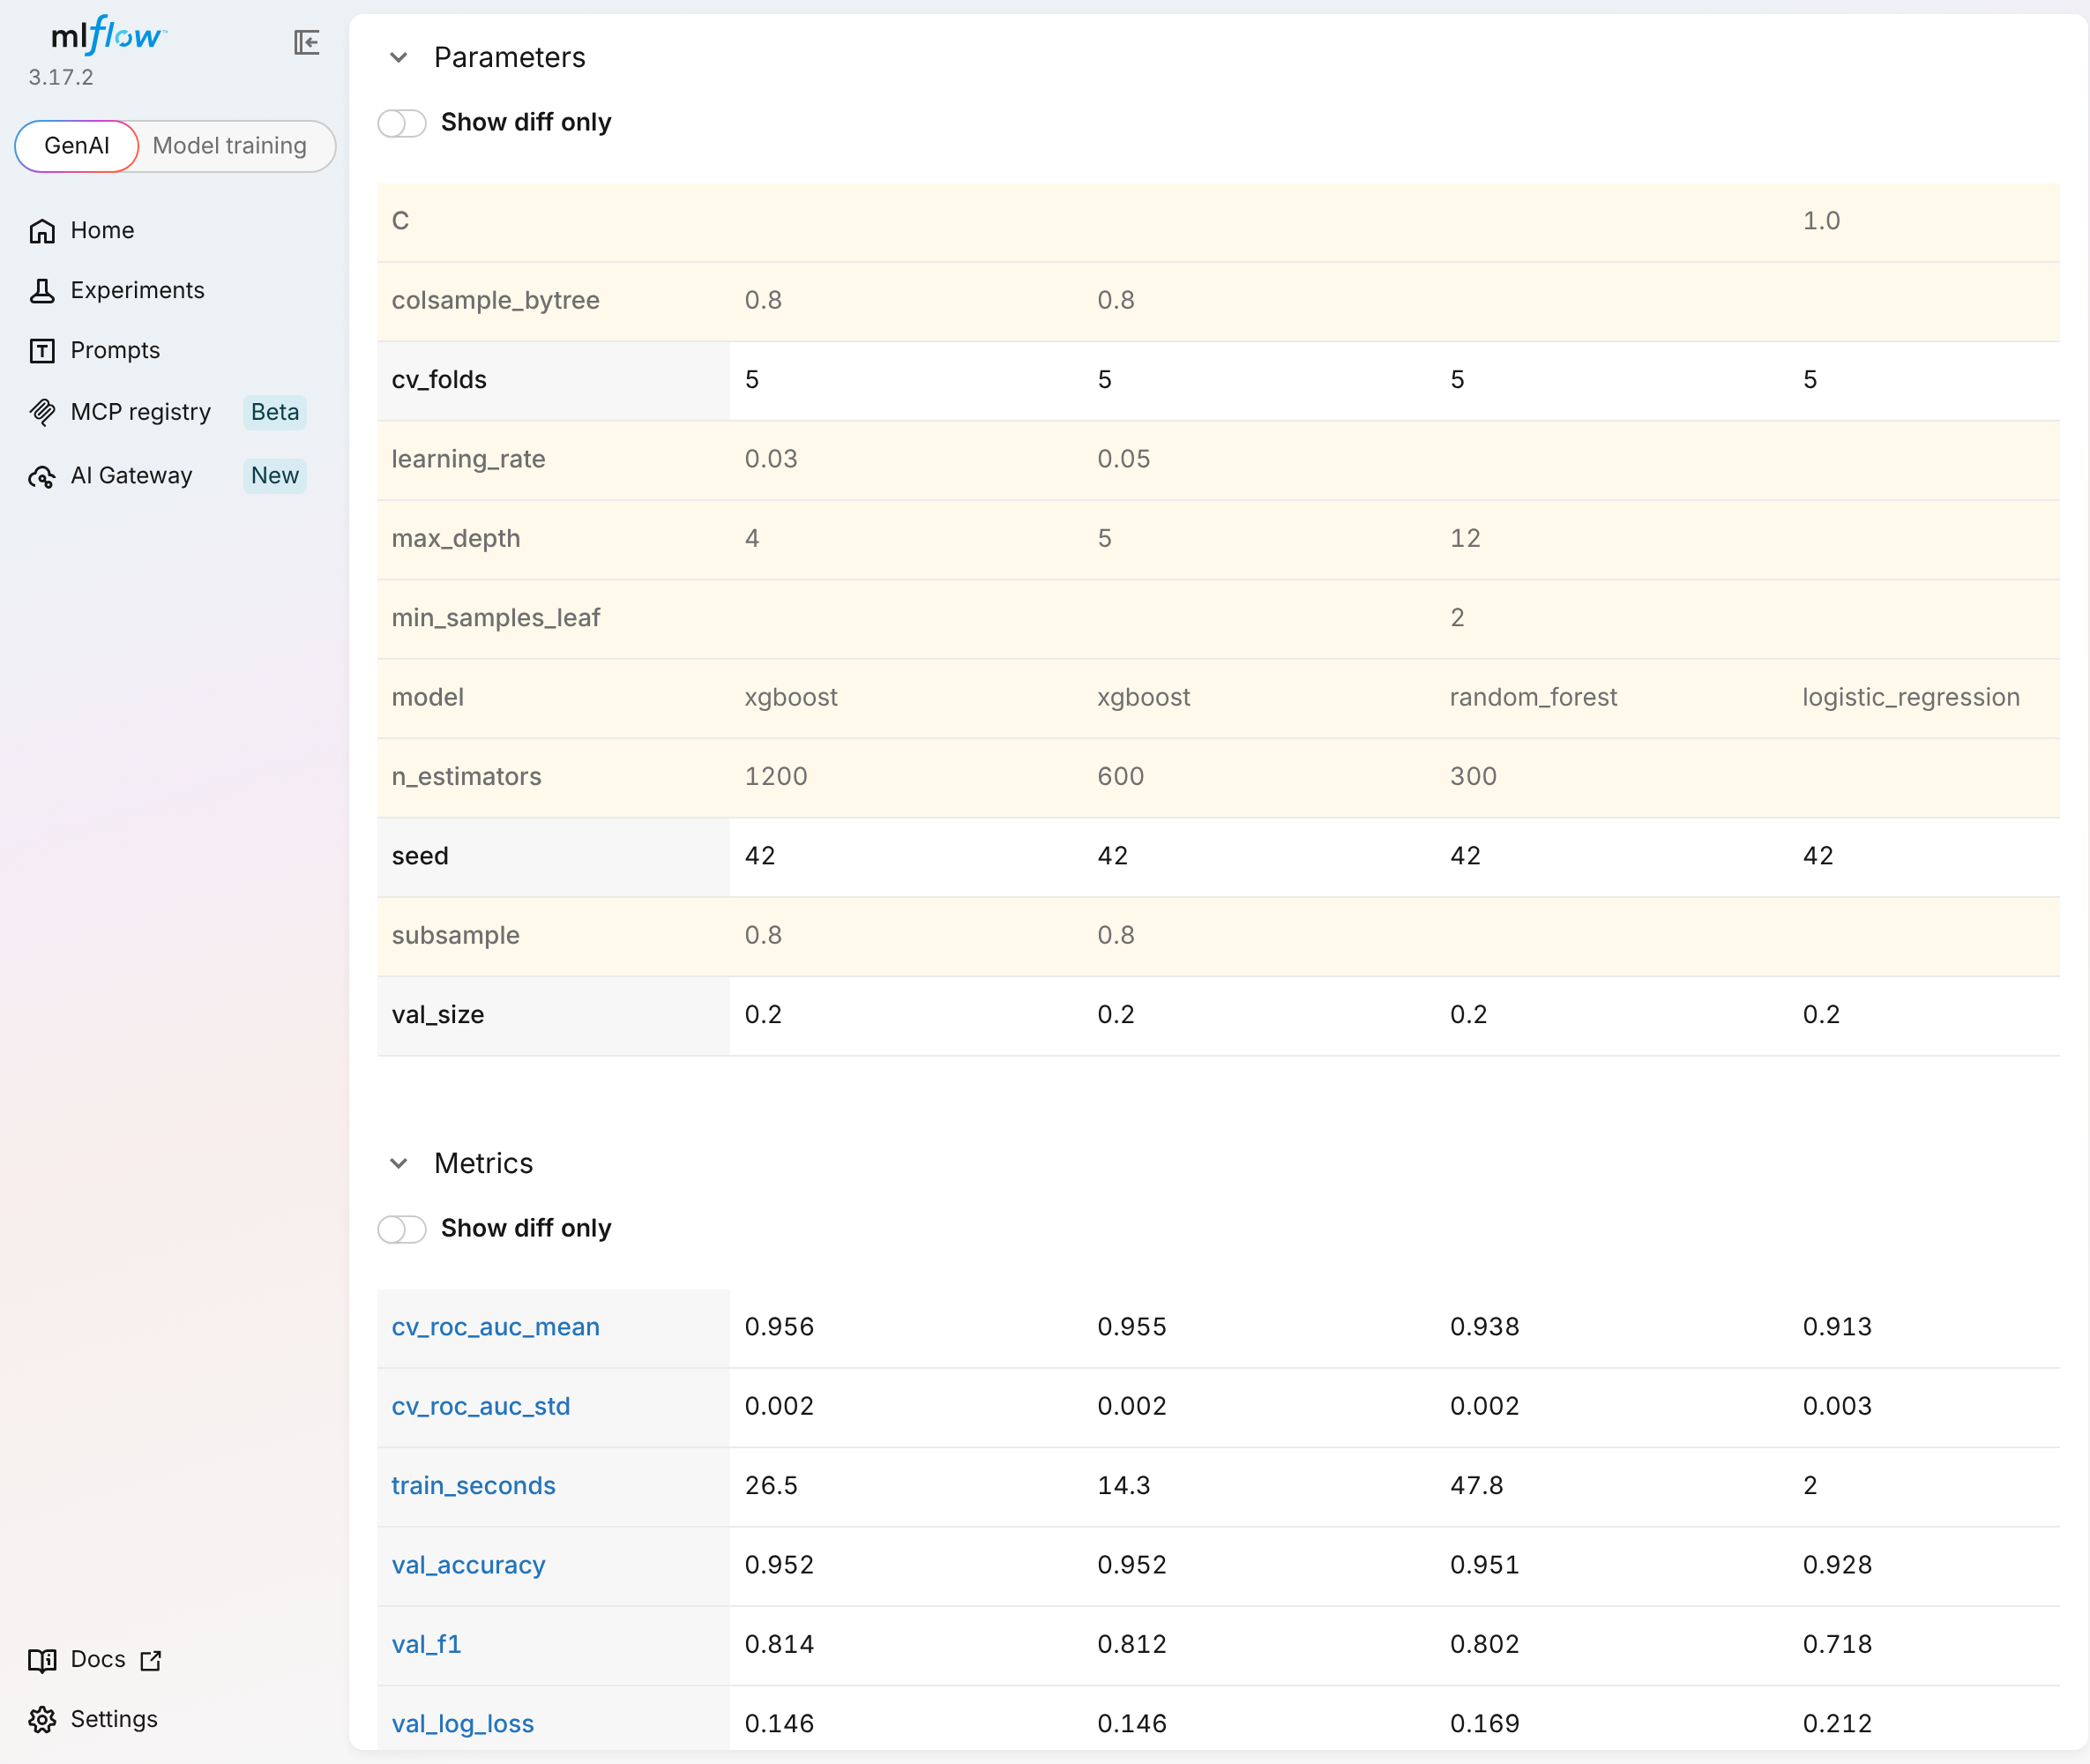 mlflow™
3.17.2
GenAI Model training
Home
Experiments
Prompts
MCP registry Beta
AI Gateway New
Docs
Settings
Parameters
Show diff only
C 1.0
colsample_bytree 0.8 0.8
cv_folds 5 5 5 5
learning_rate 0.03 0.05
max_depth 4 5 12
min_samples_leaf 2
model xgboost xgboost random_forest logistic_regression
n_estimators 1200 600 300
seed 42 42 42 42
subsample 0.8 0.8
val_size 0.2 0.2 0.2 0.2
Metrics
Show diff only
cv_roc_auc_mean 0.956 0.955 0.938 0.913
cv_roc_auc_std 0.002 0.002 0.002 0.003
train_seconds 26.5 14.3 47.8 2
val_accuracy 0.952 0.952 0.951 0.928
val_f1 0.814 0.812 0.802 0.718
val_log_loss 0.146 0.146 0.169 0.212